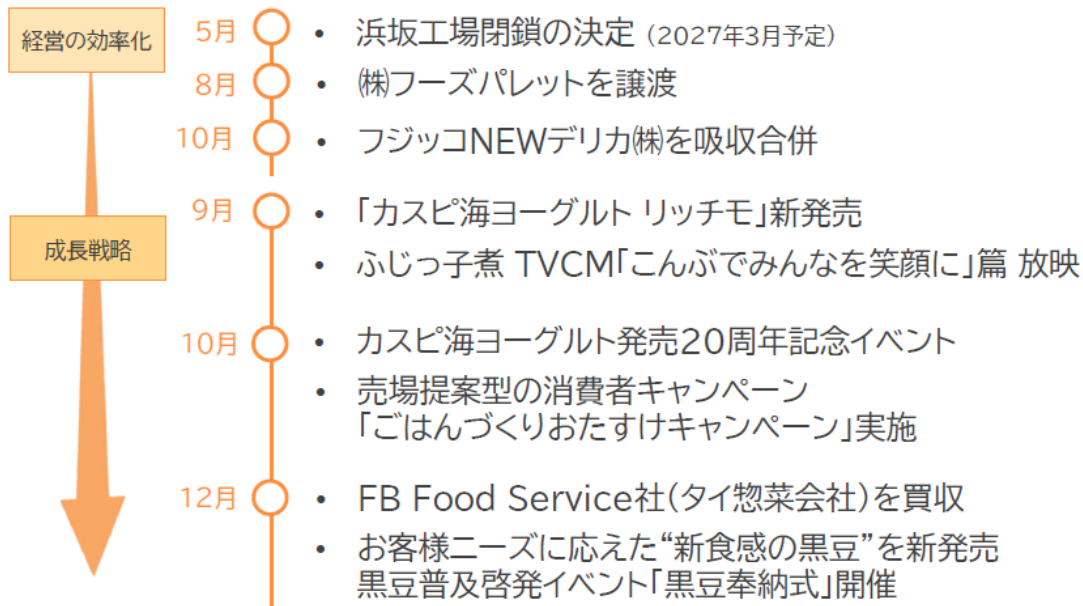 経営の効率化
5月
• 浜坂工場閉鎖の決定（2027年3月予定）
8月
• ㈱フーズパレットを譲渡
10月
• フジッコNEWデリカ㈱を吸収合併
成長戦略
9月
• 「カスピ海ヨーグルト リッチモ」新発売
• ふじっ子煮 TVCM「こんぶでみんなを笑顔に」篇 放映
10月
• カスピ海ヨーグルト発売20周年記念イベント
• 売場提案型の消費者キャンペーン
「ごはんづくりおたすけキャンペーン」実施
12月
• FB Food Service社（タイ惣菜会社）を買収
• お客様ニーズに応えた“新食感の黒豆”を新発売
黒豆普及啓発イベント「黒豆奉納式」開催